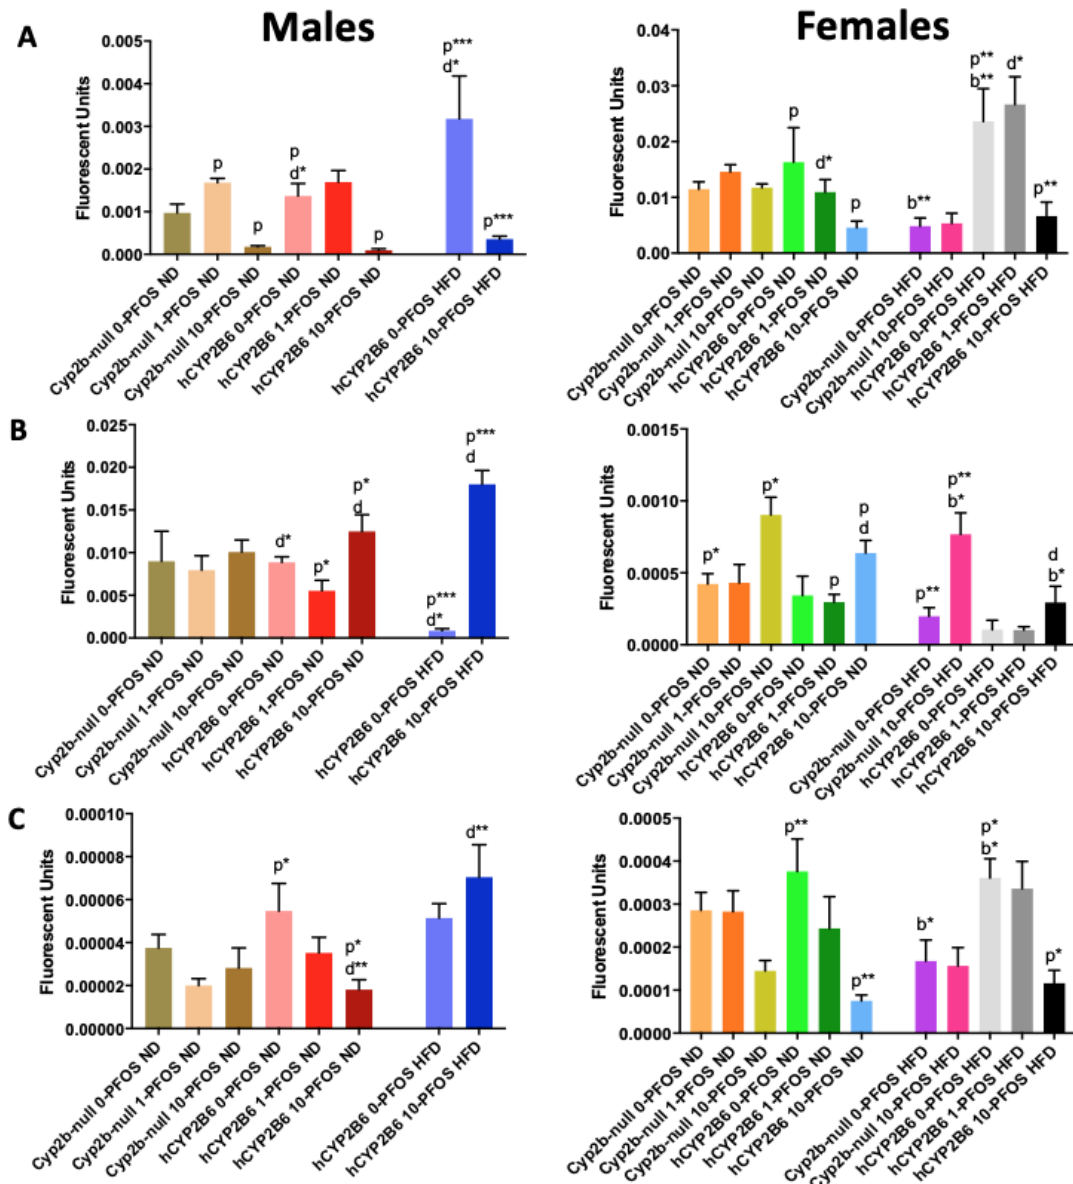 Males
Females
A
Fluorescent Units
0.005
0.004
0.003
0.002
0.001
0.000
p
p
p
d*
p
p***
d*
p***
Cyp2b-null 0-PFOS ND
Cyp2b-null 1-PFOS ND
Cyp2b-null 10-PFOS ND
hCYP2B6 0-PFOS ND
hCYP2B6 1-PFOS ND
hCYP2B6 10-PFOS ND
hCYP2B6 0-PFOS HFD
hCYP2B6 10-PFOS HFD
Fluorescent Units
0.04
0.03
0.02
0.01
0.00
p
d*
p
b**
p**
b**
d*
p**
Cyp2b-null 0-PFOS ND
Cyp2b-null 1-PFOS ND
Cyp2b-null 10-PFOS ND
hCYP2B6 0-PFOS ND
hCYP2B6 1-PFOS ND
hCYP2B6 10-PFOS ND
Cyp2b-null 0-PFOS HFD
Cyp2b-null 10-PFOS HFD
hCYP2B6 0-PFOS HFD
hCYP2B6 1-PFOS HFD
hCYP2B6 10-PFOS HFD
B
Fluorescent Units
0.025
0.020
0.015
0.010
0.005
0.000
d*
p*
p*
d
p***
d*
p***
d
Cyp2b-null 0-PFOS ND
Cyp2b-null 1-PFOS ND
Cyp2b-null 10-PFOS ND
hCYP2B6 0-PFOS ND
hCYP2B6 1-PFOS ND
hCYP2B6 10-PFOS ND
hCYP2B6 0-PFOS HFD
hCYP2B6 10-PFOS HFD
Fluorescent Units
0.0015
0.0010
0.0005
0.0000
p*
p*
p
p
d
p**
p**
b*
d
b*
Cyp2b-null 0-PFOS ND
Cyp2b-null 1-PFOS ND
Cyp2b-null 10-PFOS ND
hCYP2B6 0-PFOS ND
hCYP2B6 1-PFOS ND
hCYP2B6 10-PFOS ND
Cyp2b-null 0-PFOS HFD
Cyp2b-null 10-PFOS HFD
hCYP2B6 0-PFOS HFD
hCYP2B6 1-PFOS HFD
hCYP2B6 10-PFOS HFD
C
Fluorescent Units
0.00010
0.00008
0.00006
0.00004
0.00002
0.00000
p*
p*
d**
d**
Cyp2b-null 0-PFOS ND
Cyp2b-null 1-PFOS ND
Cyp2b-null 10-PFOS ND
hCYP2B6 0-PFOS ND
hCYP2B6 1-PFOS ND
hCYP2B6 10-PFOS ND
hCYP2B6 0-PFOS HFD
hCYP2B6 10-PFOS HFD
Fluorescent Units
0.0005
0.0004
0.0003
0.0002
0.0001
0.0000
p**
p**
b*
p*
b*
p*
Cyp2b-null 0-PFOS ND
Cyp2b-null 1-PFOS ND
Cyp2b-null 10-PFOS ND
hCYP2B6 0-PFOS ND
hCYP2B6 1-PFOS ND
hCYP2B6 10-PFOS ND
Cyp2b-null 0-PFOS HFD
Cyp2b-null 10-PFOS HFD
hCYP2B6 0-PFOS HFD
hCYP2B6 1-PFOS HFD
hCYP2B6 10-PFOS HFD